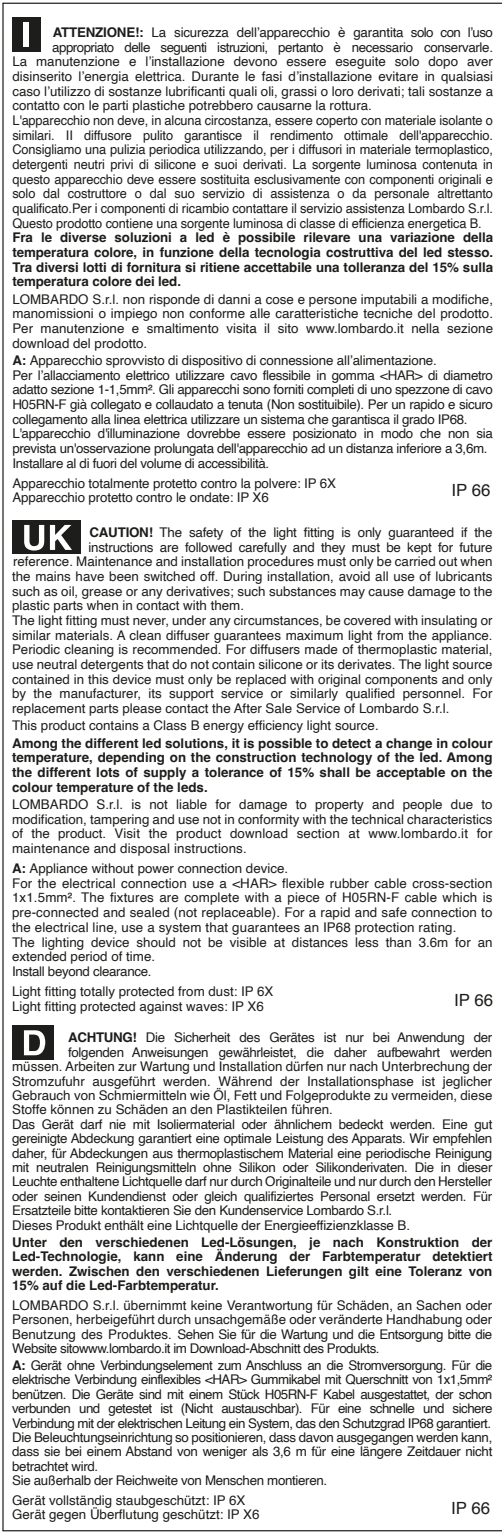 I ATTENZIONE!: La sicurezza dell'apparecchio è garantita solo con l'uso
appropriato delle seguenti istruzioni, pertanto è necessario conservarle.
La manutenzione e l'installazione devono essere eseguite solo dopo aver
disinserito l'energia elettrica. Durante le fasi d'installazione evitare in qualsiasi
caso l'utilizzo di sostanze lubrificanti quali oli, grassi o loro derivati; tali sostanze a
contatto con le parti plastiche potrebbero causarne la rottura.
L'apparecchio non deve, in alcuna circostanza, essere coperto con materiale isolante o
similari. Il diffusore pulito garantisce il rendimento ottimale dell'apparecchio.
Consigliamo una pulizia periodica utilizzando, per i diffusori in materiale termoplastico,
detergenti neutri privi di silicone e suoi derivati. La sorgente luminosa contenuta in
questo apparecchio deve essere sostituita esclusivamente con componenti originali e
solo dal costruttore o dal suo servizio di assistenza o da personale altrettanto
qualificato.Per i componenti di ricambio contattare il servizio assistenza Lombardo S.r.l.
Questo prodotto contiene una sorgente luminosa di classe di efficienza energetica B.
Fra le diverse soluzioni a led è possibile rilevare una variazione della
temperatura colore, in funzione della tecnologia costruttiva del led stesso.
Tra diversi lotti di fornitura si ritiene accettabile una tolleranza del 15% sulla
temperatura colore dei led.
LOMBARDO S.r.l. non risponde di danni a cose e persone imputabili a modifiche,
manomissioni o impiego non conforme alle caratteristiche tecniche del prodotto.
Per manutenzione e smaltimento visita il sito www.lombardo.it nella sezione
download del prodotto.
A: Apparecchio sprovvisto di dispositivo di connessione all'alimentazione.
Per l'allacciamento elettrico utilizzare cavo flessibile in gomma <HAR> di diametro
adatto sezione 1-1,5mm². Gli apparecchi sono forniti completi di uno spezzone di cavo
H05RN-F già collegato e collaudato a tenuta (Non sostituibile). Per un rapido e sicuro
collegamento alla linea elettrica utilizzare un sistema che garantisca il grado IP68.
L'apparecchio d'illuminazione dovrebbe essere posizionato in modo che non sia
prevista un'osservazione prolungata dell'apparecchio ad un distanza inferiore a 3,6m.
Installare al di fuori del volume di accessibilità.
Apparecchio totalmente protetto contro la polvere: IP 6X
Apparecchio protetto contro le ondate: IP X6
IP 66
UK CAUTION! The safety of the light fitting is only guaranteed if the
instructions are followed carefully and they must be kept for future
reference. Maintenance and installation procedures must only be carried out when
the mains have been switched off. During installation, avoid all use of lubricants
such as oil, grease or any derivatives; such substances may cause damage to the
plastic parts when in contact with them.
The light fitting must never, under any circumstances, be covered with insulating or
similar materials. A clean diffuser guarantees maximum light from the appliance.
Periodic cleaning is recommended. For diffusers made of thermoplastic material,
use neutral detergents that do not contain silicone or its derivates. The light source
contained in this device must only be replaced with original components and only
by the manufacturer, its support service or similarly qualified personnel. For
replacement parts please contact the After Sale Service of Lombardo S.r.l.
This product contains a Class B energy efficiency light source.
Among the different led solutions, it is possible to detect a change in colour
temperature, depending on the construction technology of the led. Among
the different lots of supply a tolerance of 15% shall be acceptable on the
colour temperature of the leds.
LOMBARDO S.r.l. is not liable for damage to property and people due to
modification, tampering and use not in conformity with the technical characteristics
of the product. Visit the product download section at www.lombardo.it for
maintenance and disposal instructions.
A: Appliance without power connection device.
For the electrical connection use a <HAR> flexible rubber cable cross-section
1x1.5mm². The fixtures are complete with a piece of H05RN-F cable which is
pre-connected and sealed (not replaceable). For a rapid and safe connection to
the electrical line, use a system that guarantees an IP68 protection rating.
The lighting device should not be visible at distances less than 3.6m for an
extended period of time.
Install beyond clearance.
Light fitting totally protected from dust: IP 6X
Light fitting protected against waves: IP X6
IP 66
D ACHTUNG! Die Sicherheit des Gerätes ist nur bei Anwendung der
folgenden Anweisungen gewährleistet, die daher aufbewahrt werden
müssen. Arbeiten zur Wartung und Installation dürfen nur nach Unterbrechung der
Stromzufuhr ausgeführt werden. Während der Installationsphase ist jeglicher
Gebrauch von Schmiermitteln wie Öl, Fett und Folgeprodukte zu vermeiden, diese
Stoffe können zu Schäden an den Plastikteilen führen.
Das Gerät darf nie mit Isoliermaterial oder ähnlichem bedeckt werden. Eine gut
gereinigte Abdeckung garantiert eine optimale Leistung des Apparats. Wir empfehlen
daher, für Abdeckungen aus thermoplastischem Material eine periodische Reinigung
mit neutralen Reinigungsmitteln ohne Silikon oder Silikonderivaten. Die in dieser
Leuchte enthaltene Lichtquelle darf nur durch Originalteile und nur durch den Hersteller
oder seinen Kundendienst oder gleich qualifiziertes Personal ersetzt werden. Für
Ersatzteile bitte kontaktieren Sie den Kundenservice Lombardo S.r.l.
Dieses Produkt enthält eine Lichtquelle der Energieeffizienzklasse B.
Unter den verschiedenen Led-Lösungen, je nach Konstruktion der
Led-Technologie, kann eine Änderung der Farbtemperatur detektiert
werden. Zwischen den verschiedenen Lieferungen gilt eine Toleranz von
15% auf die Led-Farbtemperatur.
LOMBARDO S.r.l. übernimmt keine Verantwortung für Schäden, an Sachen oder
Personen, herbeigeführt durch unsachgemäße oder veränderte Handhabung oder
Benutzung des Produktes. Sehen Sie für die Wartung und die Entsorgung bitte die
Website sitowww.lombardo.it im Download-Abschnitt des Produkts.
A: Gerät ohne Verbindungselement zum Anschluss an die Stromversorgung. Für die
elektrische Verbindung einflexibles <HAR> Gummikabel mit Querschnitt von 1x1,5mm²
benützen. Die Geräte sind mit einem Stück H05RN-F Kabel ausgestattet, der schon
verbunden und getestet ist (Nicht austauschbar). Für eine schnelle und sichere
Verbindung mit der elektrischen Leitung ein System, das den Schutzgrad IP68 garantiert.
Die Beleuchtungseinrichtung so positionieren, dass davon ausgegangen werden kann,
dass sie bei einem Abstand von weniger als 3,6 m für eine längere Zeitdauer nicht
betrachtet wird.
Sie außerhalb der Reichweite von Menschen montieren.
Gerät vollständig staubgeschützt: IP 6X
Gerät gegen Überflutung geschützt: IP X6
IP 66